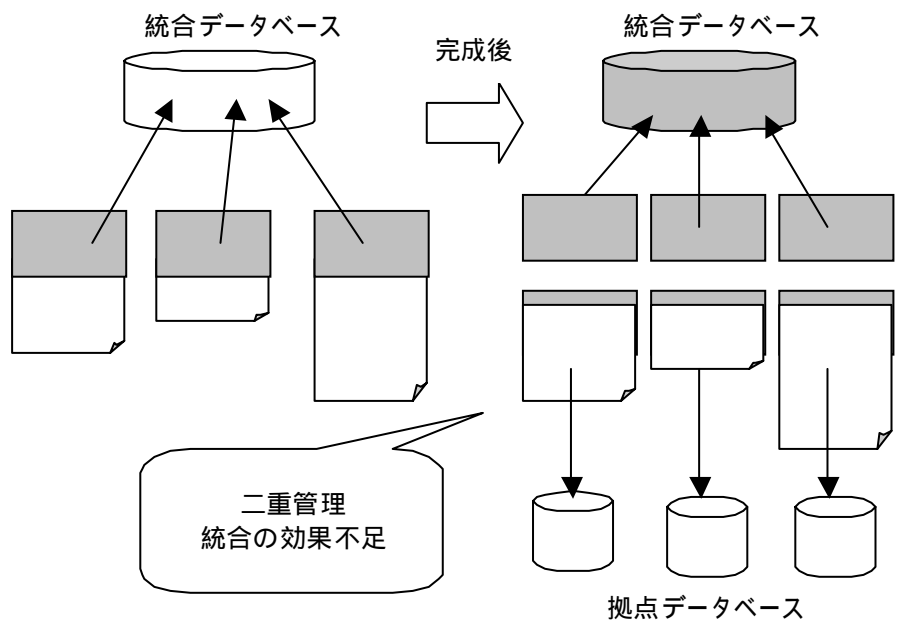 統合データベース
完成後
統合データベース
二重管理
統合の効果不足
拠点データベース